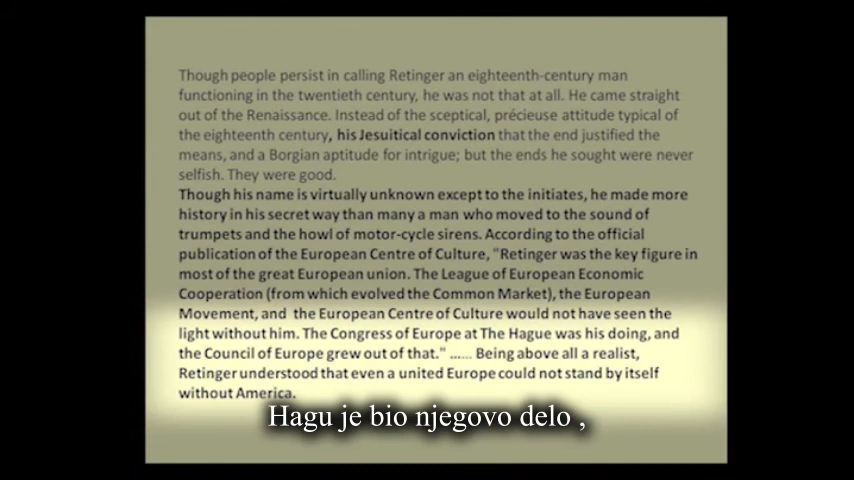 Though people persist in calling Retinger an eighteenth-century man
functioning in the twentieth century, he was not that at all. He came straight
out of the Renaissance. Instead of the sceptical, précieuse attitude typical of
the eighteenth century, his Jesuitical conviction that the end justified the
means, and a Borgian aptitude for intrigue; but the ends he sought were never
selfish. They were good.
Though his name is virtually unknown except to the initiates, he made more
history in his secret way than many a man who moved to the sound of
trumpets and the howl of motor-cycle sirens. According to the official
publication of the European Centre of Culture, "Retinger was the key figure in
most of the great European union. The League of European Economic
Cooperation (from which evolved the Common Market), the European
Movement, and  the European Centre of Culture would not have seen the
light without him. The Congress of Europe at The Hague was his doing, and
the Council of Europe grew out of that." ...... Being above all a realist,
Retinger understood that even a united Europe could not stand by itself
without America.
Hagu je bio njegovo delo ,